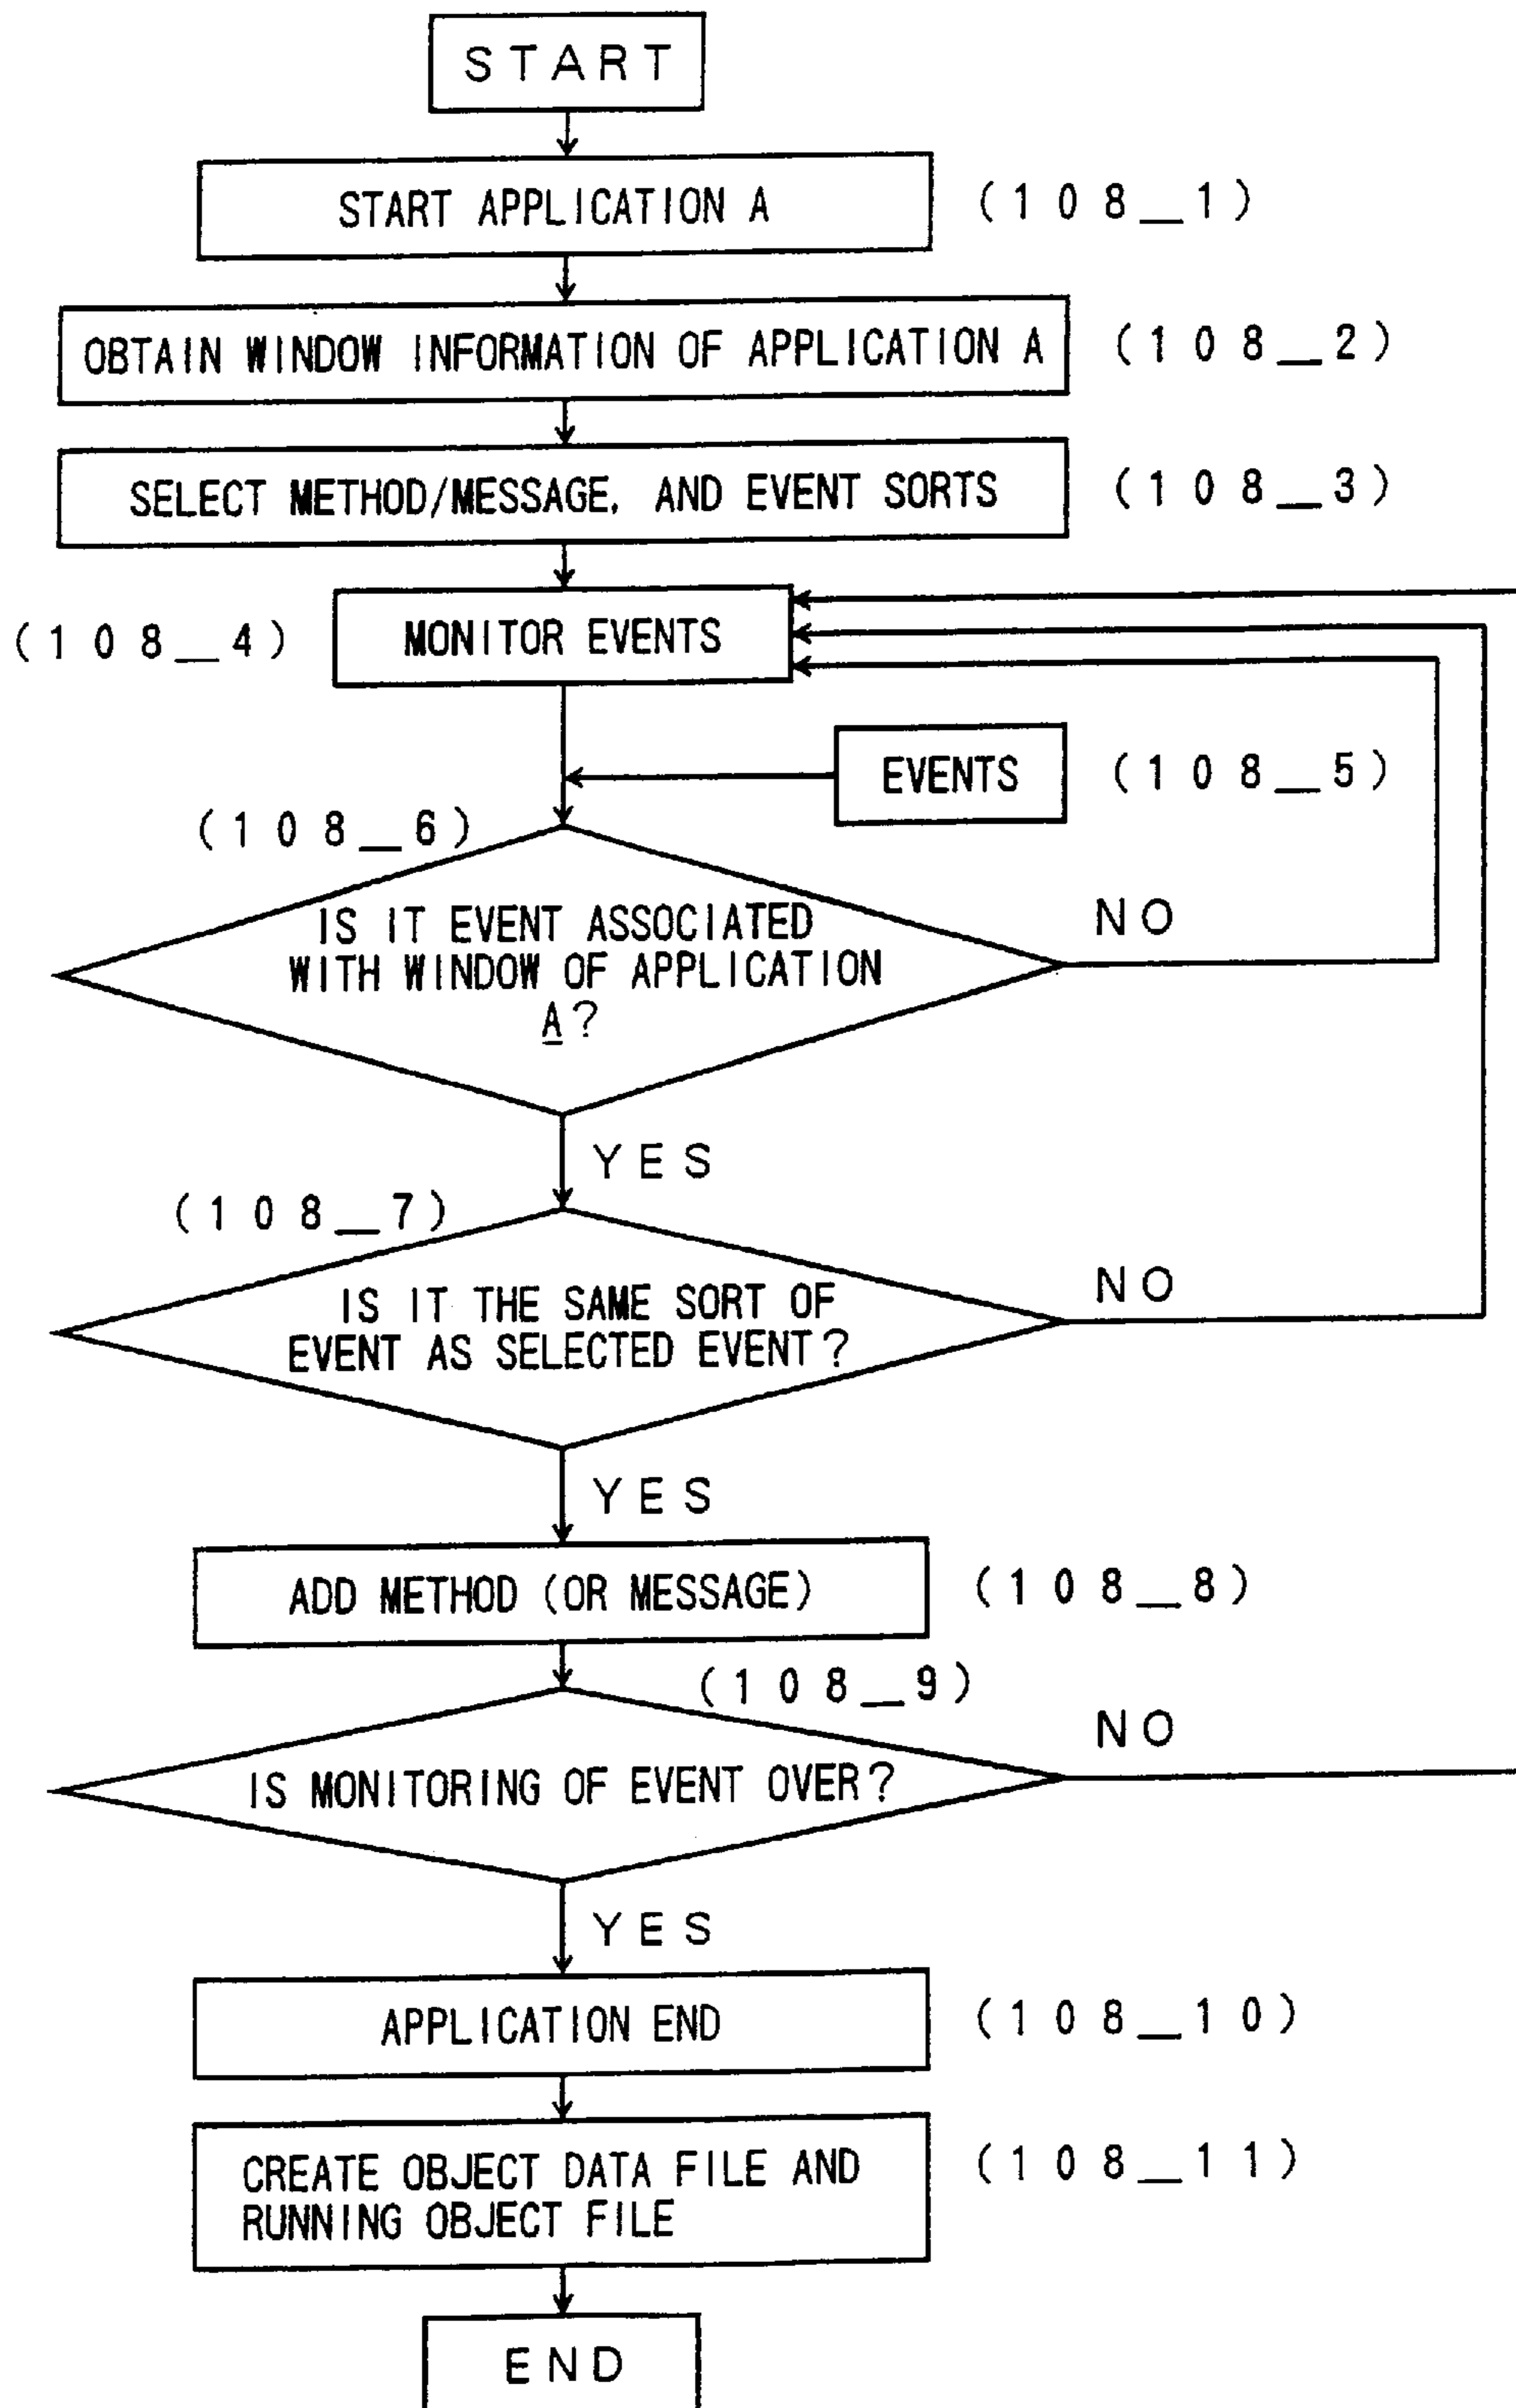 START
START APPLICATION A
(108_1)
OBTAIN WINDOW INFORMATION OF APPLICATION A
(108_2)
SELECT METHOD/MESSAGE, AND EVENT SORTS
(108_3)
(108_4)
MONITOR EVENTS
EVENTS
(108_5)
(108_6)
IS IT EVENT ASSOCIATED
WITH WINDOW OF APPLICATION
A?
NO
YES
(108_7)
IS IT THE SAME SORT OF
EVENT AS SELECTED EVENT?
NO
YES
ADD METHOD (OR MESSAGE)
(108_8)
(108_9)
IS MONITORING OF EVENT OVER?
NO
YES
APPLICATION END
(108_10)
CREATE OBJECT DATA FILE AND
RUNNING OBJECT FILE
(108_11)
END